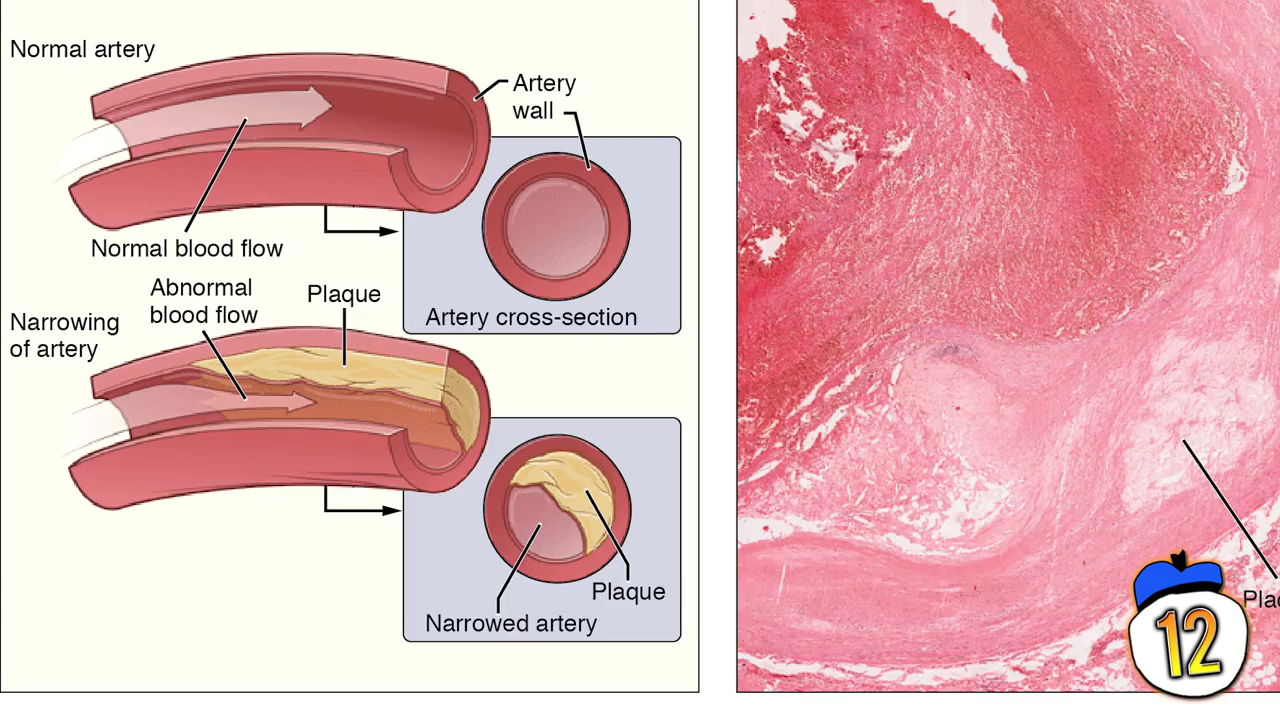 Normal artery
Artery
wall
Normal blood flow
Artery cross-section
Abnormal
blood flow
Plaque
Narrowing
of artery
Plaque
Narrowed artery
Plac
12